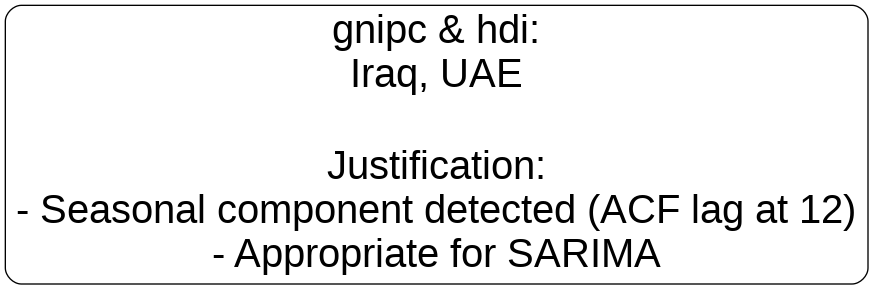 gnipc & hdi:
Iraq, UAE
Justification:
- Seasonal component detected (ACF lag at 12)
- Appropriate for SARIMA